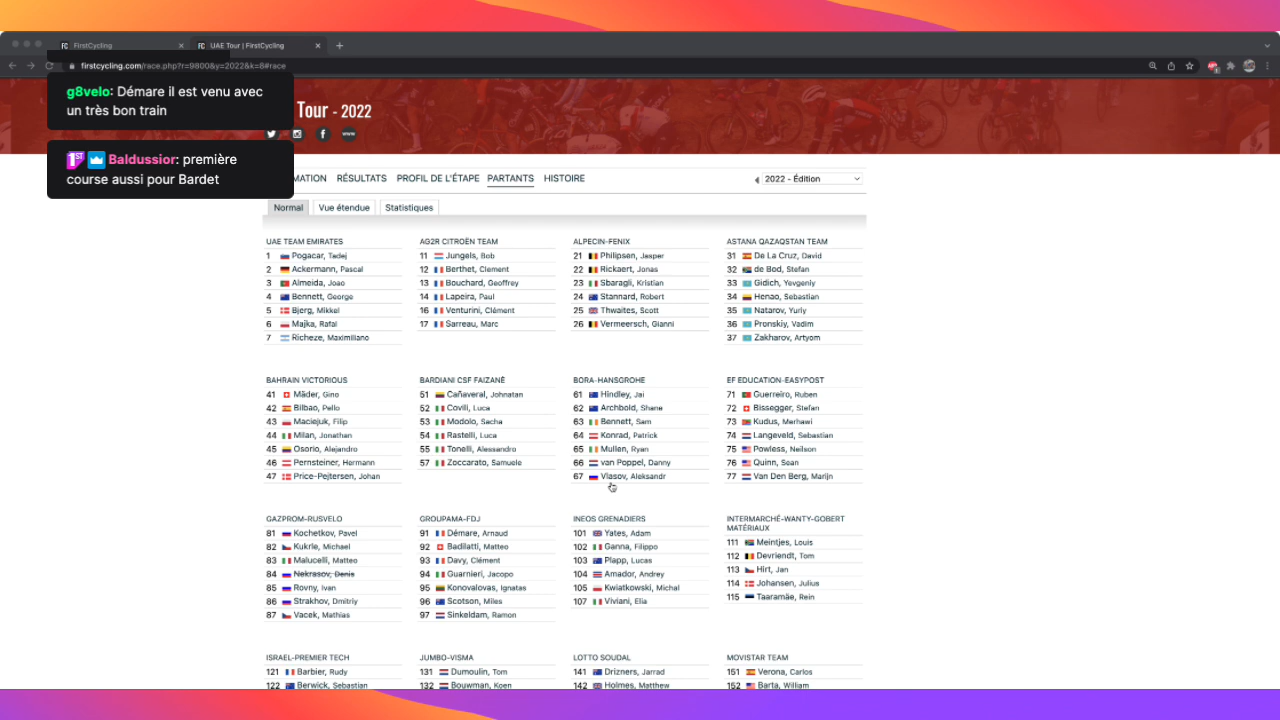 FirstCycling
UAE Tour | FirstCycling
firstcycling.com/race.php?r=9800&y=2022&k=8#race
g8velo: Démare il est venu avec
un très bon train
Tour - 2022
www
1ST Baldussior: première
course aussi pour Bardet
MATION RÉSULTATS PROFIL DE L'ÉTAPE PARTANTS HISTOIRE
2022 - Édition
Normal Vue étendue Statistiques
UAE TEAM EMIRATES
1 Pogacar, Tadej
2 Ackermann, Pascal
3 Almeida, Joao
4 Bennett, George
5 Bjerg, Mikkel
6 Majka, Rafal
7 Richeze, Maximiliano
AG2R CITROËN TEAM
11 Jungels, Bob
12 Berthet, Clement
13 Bouchard, Geoffrey
14 Lapeira, Paul
16 Venturini, Clément
17 Sarreau, Marc
ALPECIN-FENIX
21 Philipsen, Jasper
22 Rickaert, Jonas
23 Sbaragli, Kristian
24 Stannard, Robert
25 Thwaites, Scott
26 Vermeersch, Gianni
ASTANA QAZAQSTAN TEAM
31 De La Cruz, David
32 de Bod, Stefan
33 Gidich, Yevgeniy
34 Henao, Sebastian
35 Natarov, Yuriy
36 Pronskiy, Vadim
37 Zakharov, Artyom
BAHRAIN VICTORIOUS
41 Mäder, Gino
42 Bilbao, Pello
43 Maciejuk, Filip
44 Milan, Jonathan
45 Osorio, Alejandro
46 Pernsteiner, Hermann
47 Price-Pejtersen, Johan
BARDIANI CSF FAIZANÈ
51 Cañaveral, Johnatan
52 Covili, Luca
53 Modolo, Sacha
54 Rastelli, Luca
55 Tonelli, Alessandro
57 Zoccarato, Samuele
BORA-HANSGROHE
61 Hindley, Jai
62 Archbold, Shane
63 Bennett, Sam
64 Konrad, Patrick
65 Mullen, Ryan
66 van Poppel, Danny
67 Vlasov, Aleksandr
EF EDUCATION-EASYPOST
71 Guerreiro, Ruben
72 Bissegger, Stefan
73 Kudus, Merhawi
74 Langeveld, Sebastian
75 Powless, Neilson
76 Quinn, Sean
77 Van Den Berg, Marijn
GAZPROM-RUSVELO
81 Kochetkov, Pavel
82 Kukrle, Michael
83 Malucelli, Matteo
84 Nekrasov, Denis
85 Rovny, Ivan
86 Strakhov, Dmitriy
87 Vacek, Mathias
GROUPAMA-FDJ
91 Démare, Arnaud
92 Badilatti, Matteo
93 Davy, Clément
94 Guarnieri, Jacopo
95 Konovalovas, Ignatas
96 Scotson, Miles
97 Sinkeldam, Ramon
INEOS GRENADIERS
101 Yates, Adam
102 Ganna, Filippo
103 Plapp, Lucas
104 Amador, Andrey
105 Kwiatkowski, Michal
107 Viviani, Elia
INTERMARCHÉ-WANTY-GOBERT
MATÉRIAUX
111 Meintjes, Louis
112 Devriendt, Tom
113 Hirt, Jan
114 Johansen, Julius
115 Taaramäe, Rein
ISRAEL-PREMIER TECH
121 Barbier, Rudy
122 Berwick, Sebastian
JUMBO-VISMA
131 Dumoulin, Tom
132 Bouwman, Koen
LOTTO SOUDAL
141 Drizners, Jarrad
142 Holmes, Matthew
MOVISTAR TEAM
151 Verona, Carlos
152 Barta, William